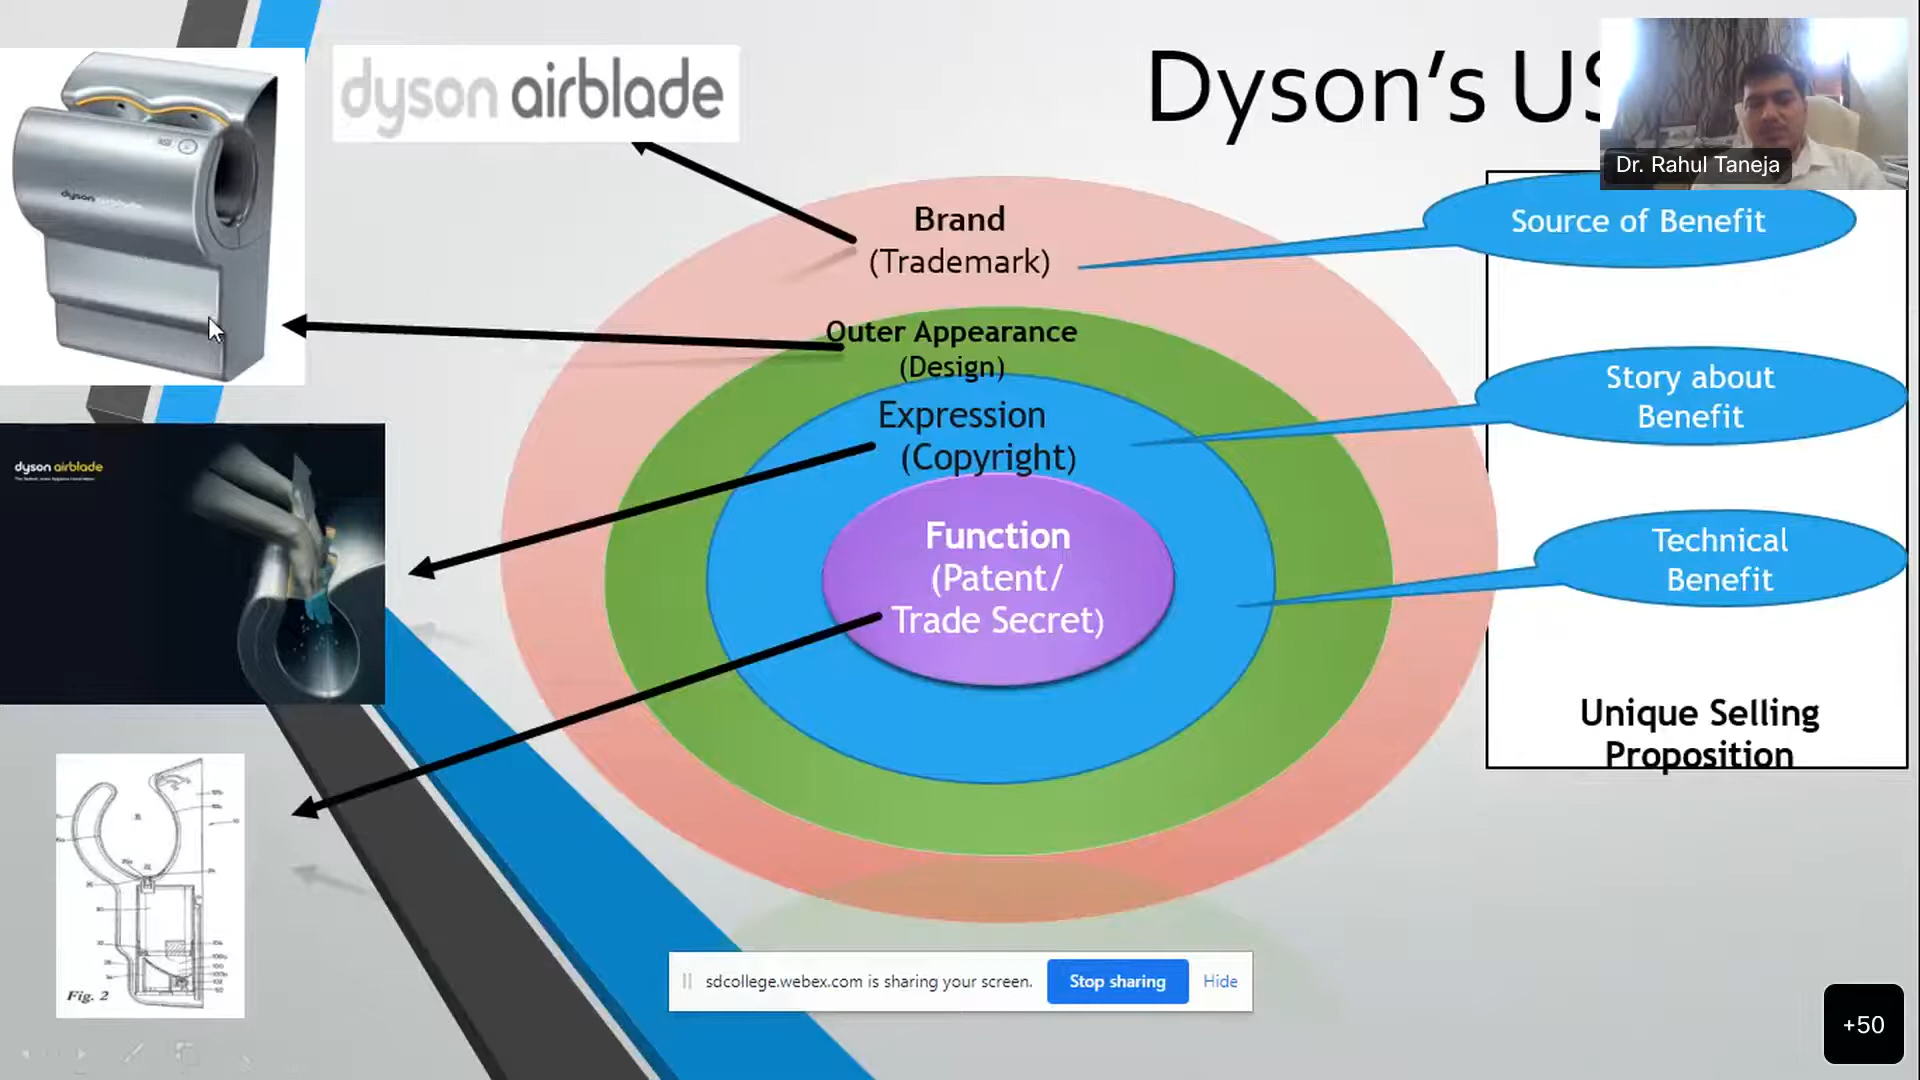 dyson airblade
Dyson's US
Dr. Rahul Taneja
Brand
(Trademark)
Source of Benefit
Outer Appearance
(Design)
Story about
Benefit
Expression
(Copyright)
dyson airblade
Function
(Patent/
Trade Secret)
Technical
Benefit
Unique Selling
Proposition
Fig. 2
sdcollege.webex.com is sharing your screen.
Stop sharing
Hide
+50